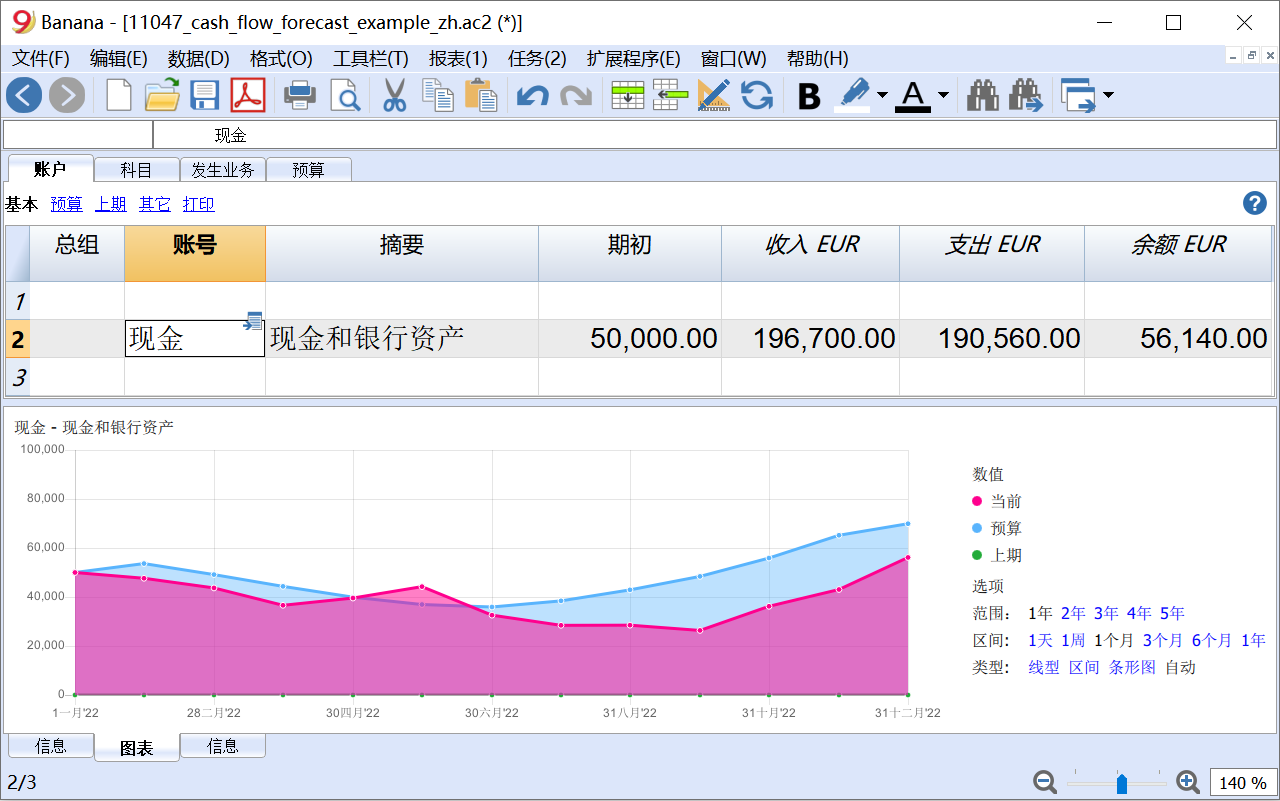 Banana - [11047_cash_flow_forecast_example_zh.ac2 (*)]
文件(F) 编辑(E) 数据(D) 格式(O) 工具栏(T) 报表(1) 任务(2) 扩展程序(E) 窗口(W) 帮助(H)
B A
现金
账户 科目 发生业务 预算
基本 预算 上期 其它 打印 ?
总组 账号 摘要 期初 收入 EUR 支出 EUR 余额 EUR
1
2 现金 现金和银行资产 50,000.00 196,700.00 190,560.00 56,140.00
3
现金 - 现金和银行资产
100,000
80,000
60,000
40,000
20,000
0
1一月'22 28二月'22 30四月'22 30六月'22 31八月'22 31十月'22 31十二月'22
数值
当前
预算
上期
选项
范围: 1年 2年 3年 4年 5年
区间: 1天 1周 1个月 3个月 6个月 1年
类型: 线型 区间 条形图 自动
信息 图表 信息
2/3 140 %